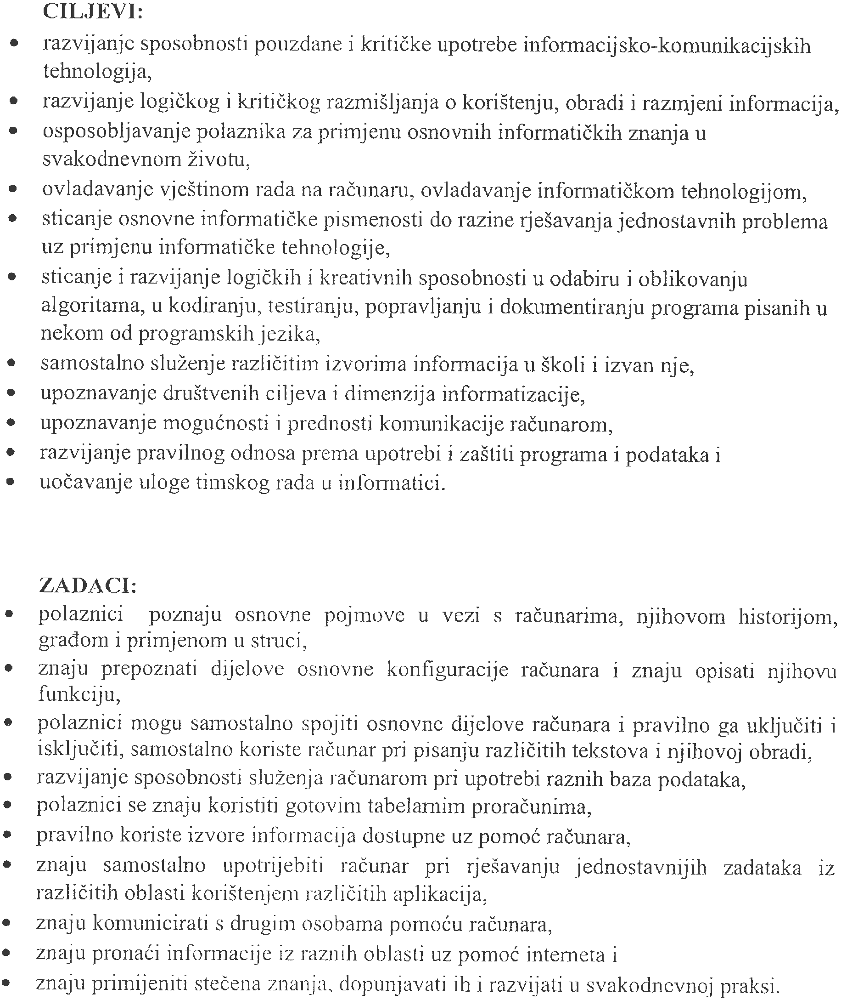 CILJEVI:
• razvijanje sposobnosti pouzdane i kritičke upotrebe informacijsko-komunikacijskih
tehnologija,
• razvijanje logičkog i kritičkog razmišljanja o korištenju, obradi i razmjeni informacija,
• osposobljavanje polaznika za primjenu osnovnih informatičkih znanja u
svakodnevnom životu,
• ovladavanje vještinom rada na računaru, ovladavanje informatičkom tehnologijom,
• sticanje osnovne informatičke pismenosti do razine rješavanja jednostavnih problema
uz primjenu informatičke tehnologije,
• sticanje i razvijanje logičkih i kreativnih sposobnosti u odabiru i oblikovanju
algoritama, u kodiranju, testiranju, popravljanju i dokumentiranju programa pisanih u
nekom od programskih jezika,
• samostalno služenje različitim izvorima informacija u školi i izvan nje,
• upoznavanje društvenih ciljeva i dimenzija informatizacije,
• upoznavanje mogućnosti i prednosti komunikacije računarom,
• razvijanje pravilnog odnosa prema upotrebi i zaštiti programa i podataka i
• uočavanje uloge timskog rada u informatici.
ZADACI:
• polaznici poznaju osnovne pojmove u vezi s računarima, njihovom historijom,
građom i primjenom u struci,
• znaju prepoznati dijelove osnovne konfiguracije računara i znaju opisati njihovu
funkciju,
• polaznici mogu samostalno spojiti osnovne dijelove računara i pravilno ga uključiti i
isključiti, samostalno koriste računar pri pisanju različitih tekstova i njihovoj obradi,
• razvijanje sposobnosti služenja računarom pri upotrebi raznih baza podataka,
• polaznici se znaju koristiti gotovim tabelarnim proračunima,
• pravilno koriste izvore informacija dostupne uz pomoć računara,
• znaju samostalno upotrijebiti računar pri rješavanju jednostavnijih zadataka iz
različitih oblasti korištenjem različitih aplikacija,
• znaju komunicirati s drugim osobama pomoću računara,
• znaju pronaći informacije iz raznih oblasti uz pomoć interneta i
• znaju primijeniti stečena znanja, dopunjavati ih i razvijati u svakodnevnoj praksi.